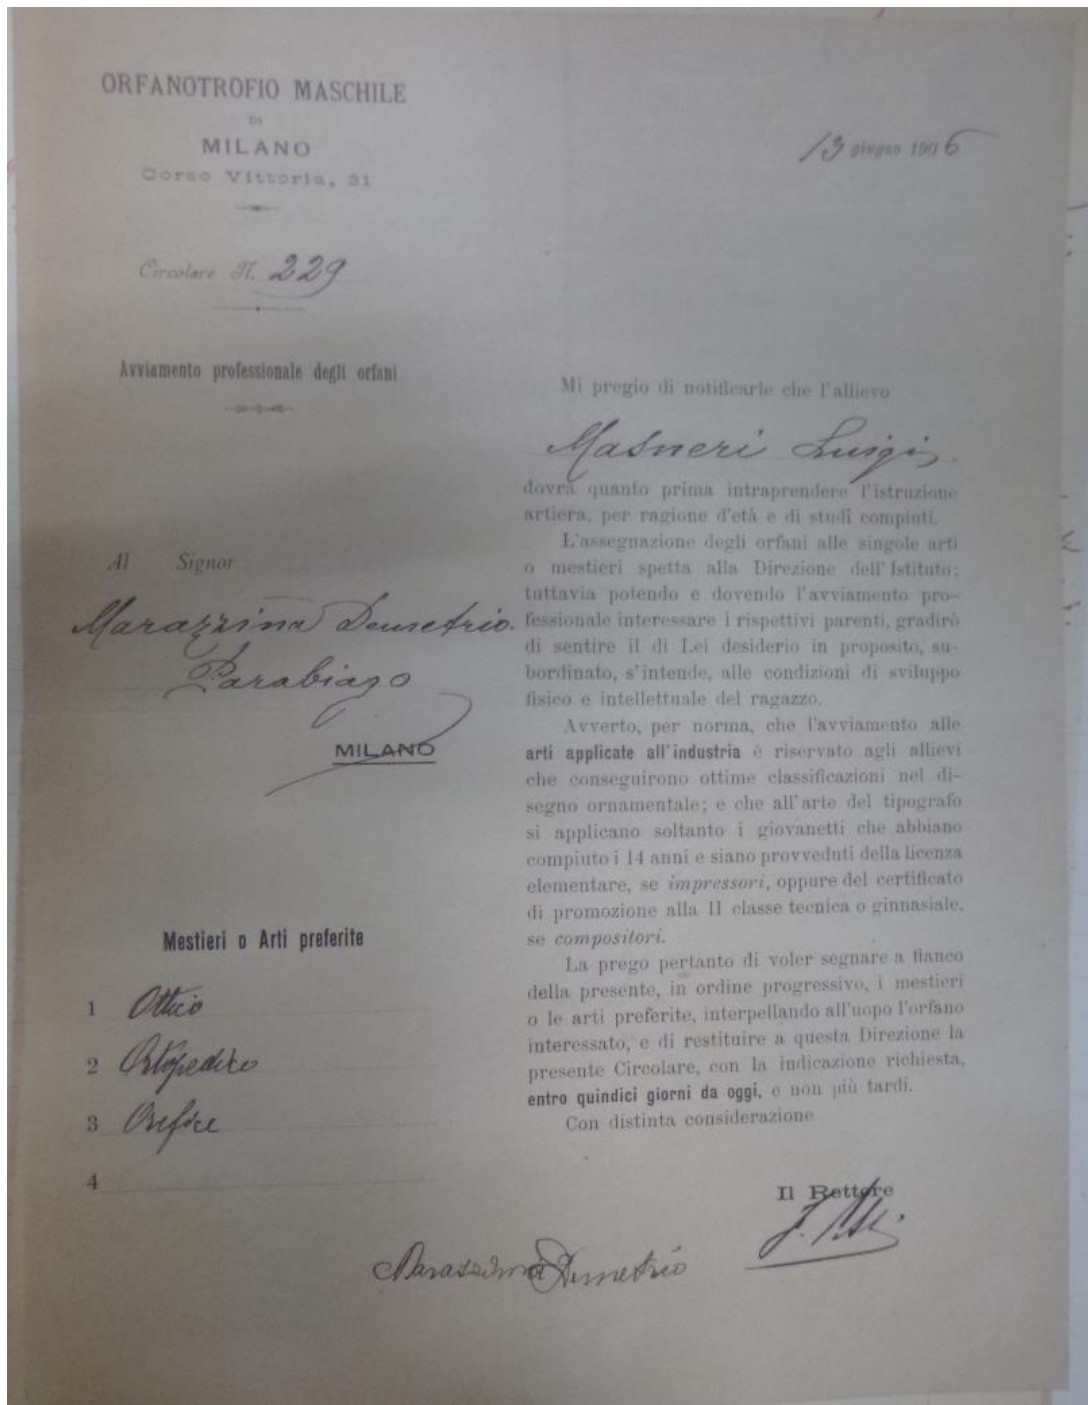 ORFANOTROFIO MASCHILE
DI
MILANO
Corso Vittoria, 31
13 giugno 1906
Circolare N. 229
Avviamento professionale degli orfani
Al Signor
Marazzina Demetrio.
Parabiago
MILANO
Mestieri o Arti preferite
1 Ottico
2 Ortopedico
3 Orefice
4
Mi pregio di notificarle che l'allievo
Masneri Luigi
dovrà quanto prima intraprendere l'istruzione
artiera, per ragione d'età e di studî compiuti.
L'assegnazione degli orfani alle singole arti
o mestieri spetta alla Direzione dell'Istituto;
tuttavia potendo e dovendo l'avviamento pro-
fessionale interessare i rispettivi parenti, gradirò
di sentire il di Lei desiderio in proposito, su-
bordinato, s'intende, alle condizioni di sviluppo
fisico e intellettuale del ragazzo.
Avverto, per norma, che l'avviamento alle
arti applicate all'industria è riservato agli allievi
che conseguirono ottime classificazioni nel di-
segno ornamentale; e che all'arte del tipografo
si applicano soltanto i giovanetti che abbiano
compiuto i 14 anni e siano provveduti della licenza
elementare, se impressori, oppure del certificato
di promozione alla II classe tecnica o ginnasiale,
se compositori.
La prego pertanto di voler segnare a fianco
della presente, in ordine progressivo, i mestieri
o le arti preferite, interpellando all'uopo l'orfano
interessato, e di restituire a questa Direzione la
presente Circolare, con la indicazione richiesta,
entro quindici giorni da oggi, e non più tardi.
Con distinta considerazione
Il Rettore
Marazzina Demetrio